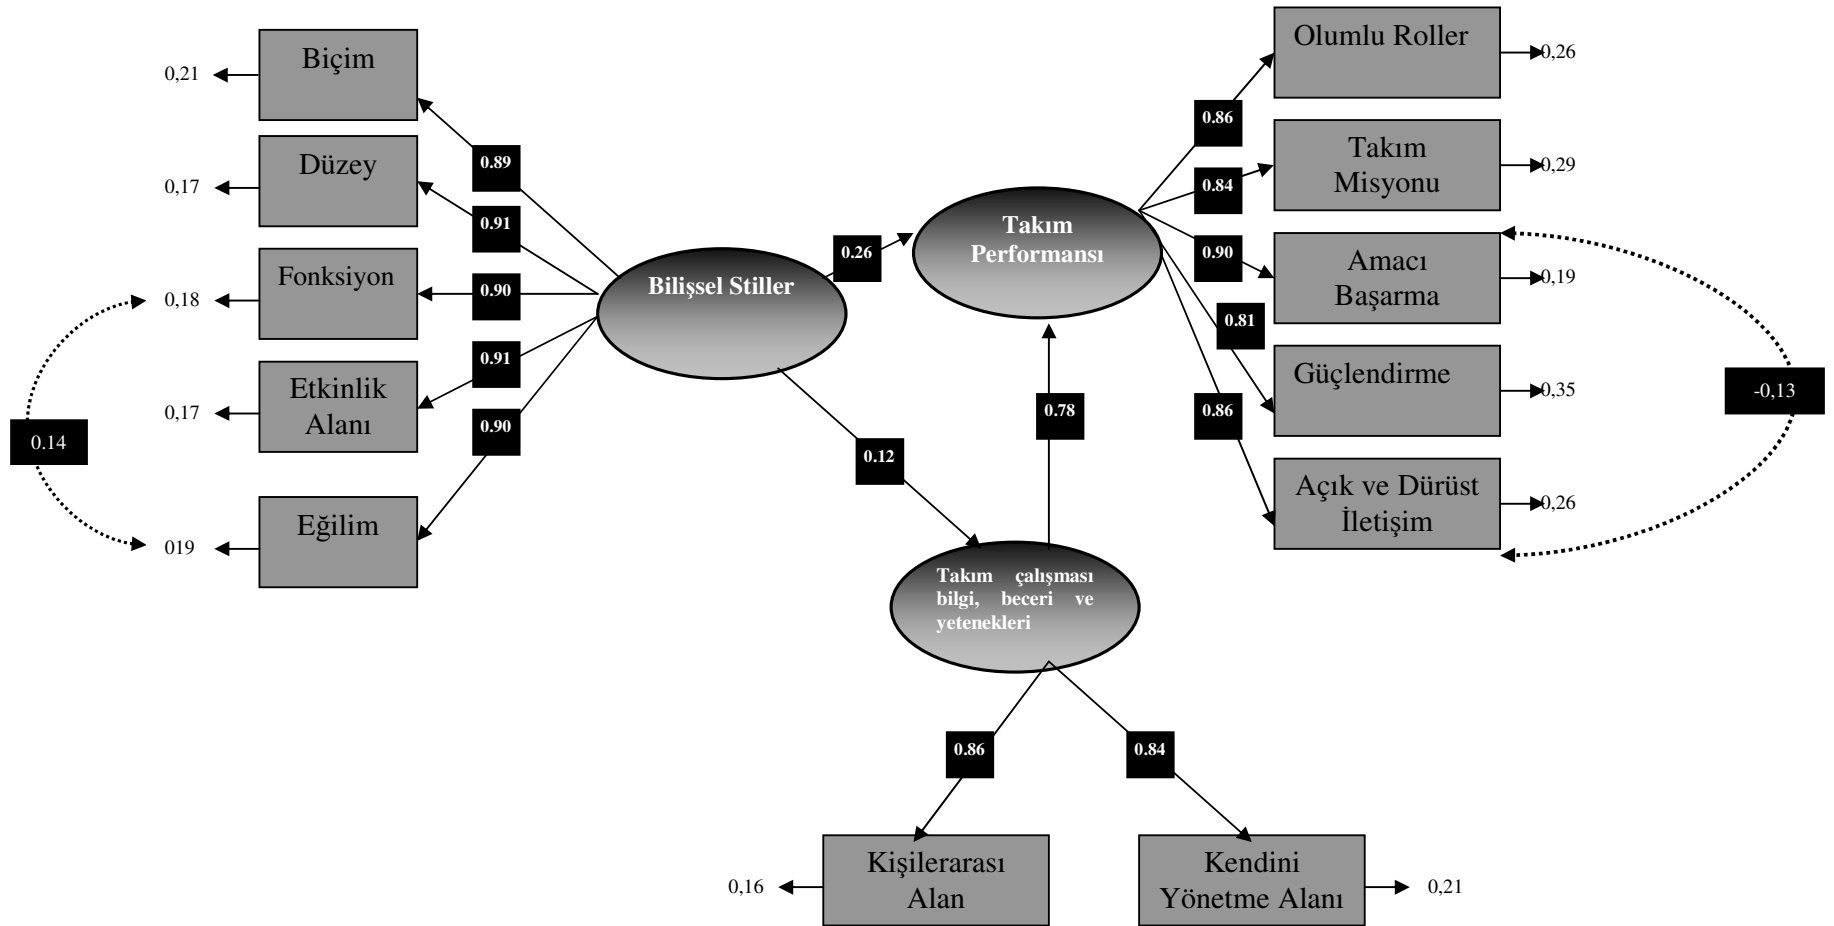 Biçim
0,21
0.89
Düzey
0,17
0.91
Fonksiyon
0,18
0.90
Etkinlik
Alanı
0,17
0.91
Eğilim
019
0.90
0.14
Bilişsel Stiller
0.26
0.12
Takım
Performansı
0.78
Takım çalışması
bilgi, beceri ve
yetenekleri
0.86
0.84
Kişilerarası
Alan
0,16
Kendini
Yönetme Alanı
0,21
Olumlu Roller
0,26
0.86
Takım
Misyonu
0,29
0.84
Amacı
Başarma
0,19
0.90
Güçlendirme
0,35
0.81
Açık ve Dürüst
İletişim
0,26
0.86
-0,13